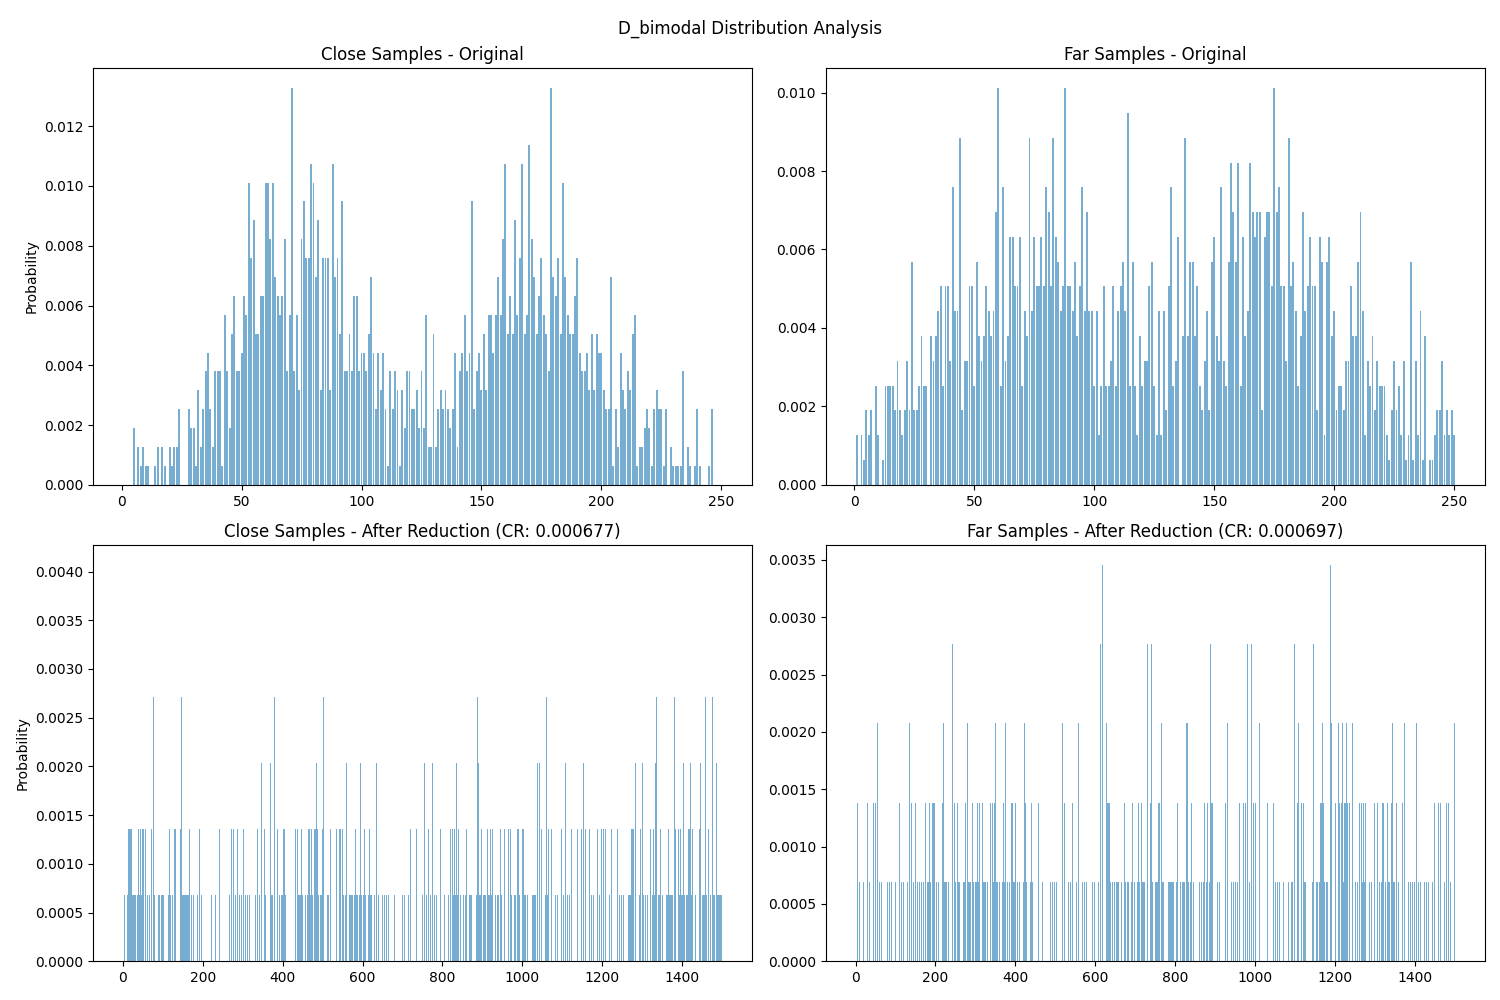 D_bimodal Distribution Analysis
Close Samples - Original
Far Samples - Original
Probability
0.012
0.010
0.008
0.006
0.004
0.002
0.000
0 50 100 150 200 250
0.010
0.008
0.006
0.004
0.002
0.000
0 50 100 150 200 250
Close Samples - After Reduction (CR: 0.000677)
Far Samples - After Reduction (CR: 0.000697)
Probability
0.0040
0.0035
0.0030
0.0025
0.0020
0.0015
0.0010
0.0005
0.0000
0 200 400 600 800 1000 1200 1400
0.0035
0.0030
0.0025
0.0020
0.0015
0.0010
0.0005
0.0000
0 200 400 600 800 1000 1200 1400